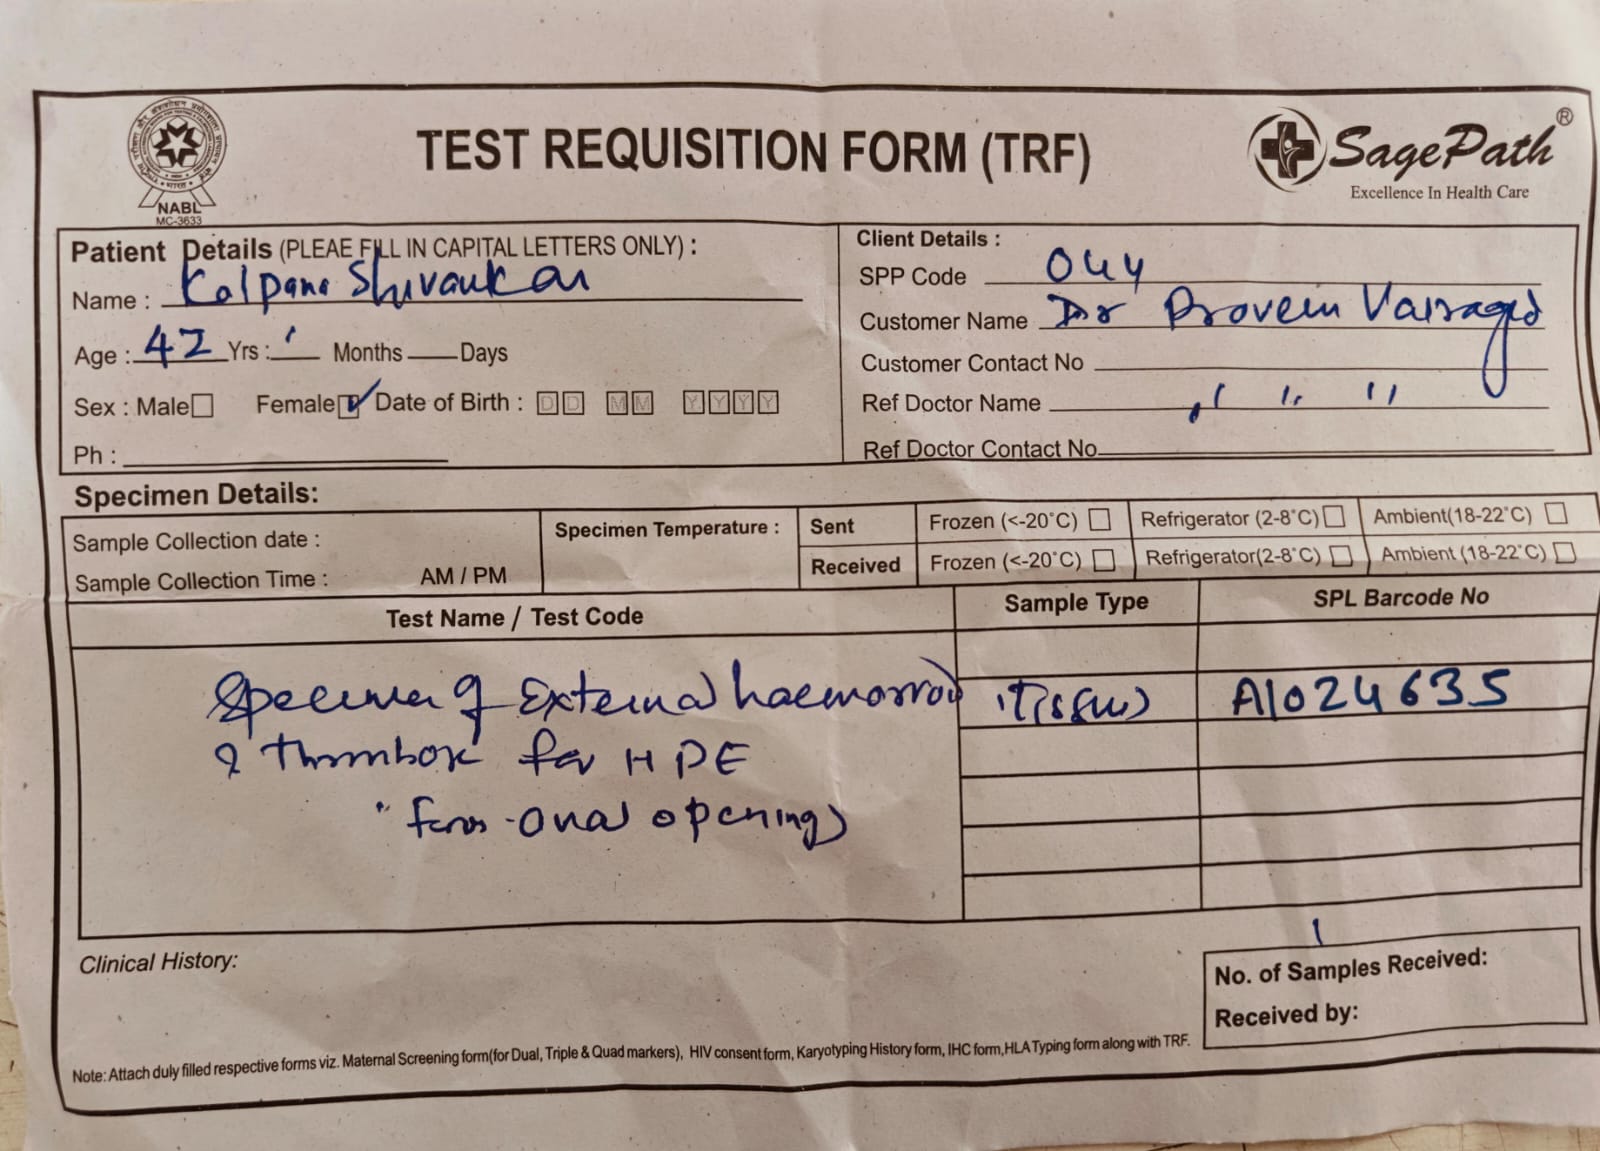 NABL
MC-3633
TEST REQUISITION FORM (TRF)
SagePath®
Excellence In Health Care
Patient Details (PLEAE FILL IN CAPITAL LETTERS ONLY) :
Name : Kalpana Shivankar
Age : 42 Yrs : Months Days
Sex : Male Female ✓ Date of Birth : DD MM YYYY
Ph :
Client Details :
SPP Code 044
Customer Name Dr Praveen Vairagad
Customer Contact No
Ref Doctor Name ,, ,, ,,
Ref Doctor Contact No.
Specimen Details:
Sample Collection date :
Sample Collection Time : AM / PM
Specimen Temperature :
Sent Frozen (<-20°C) Refrigerator (2-8°C) Ambient(18-22°C)
Received Frozen (<-20°C) Refrigerator(2-8°C) Ambient (18-22°C)
Test Name / Test Code Sample Type SPL Barcode No
Specimen of External haemorroid Tissue A1024635
& Thrombose for HPE
from anal opening
Clinical History:
1
No. of Samples Received:
Received by:
Note: Attach duly filled respective forms viz. Maternal Screening form(for Dual, Triple & Quad markers), HIV consent form, Karyotyping History form, IHC form,HLA Typing form along with TRF.